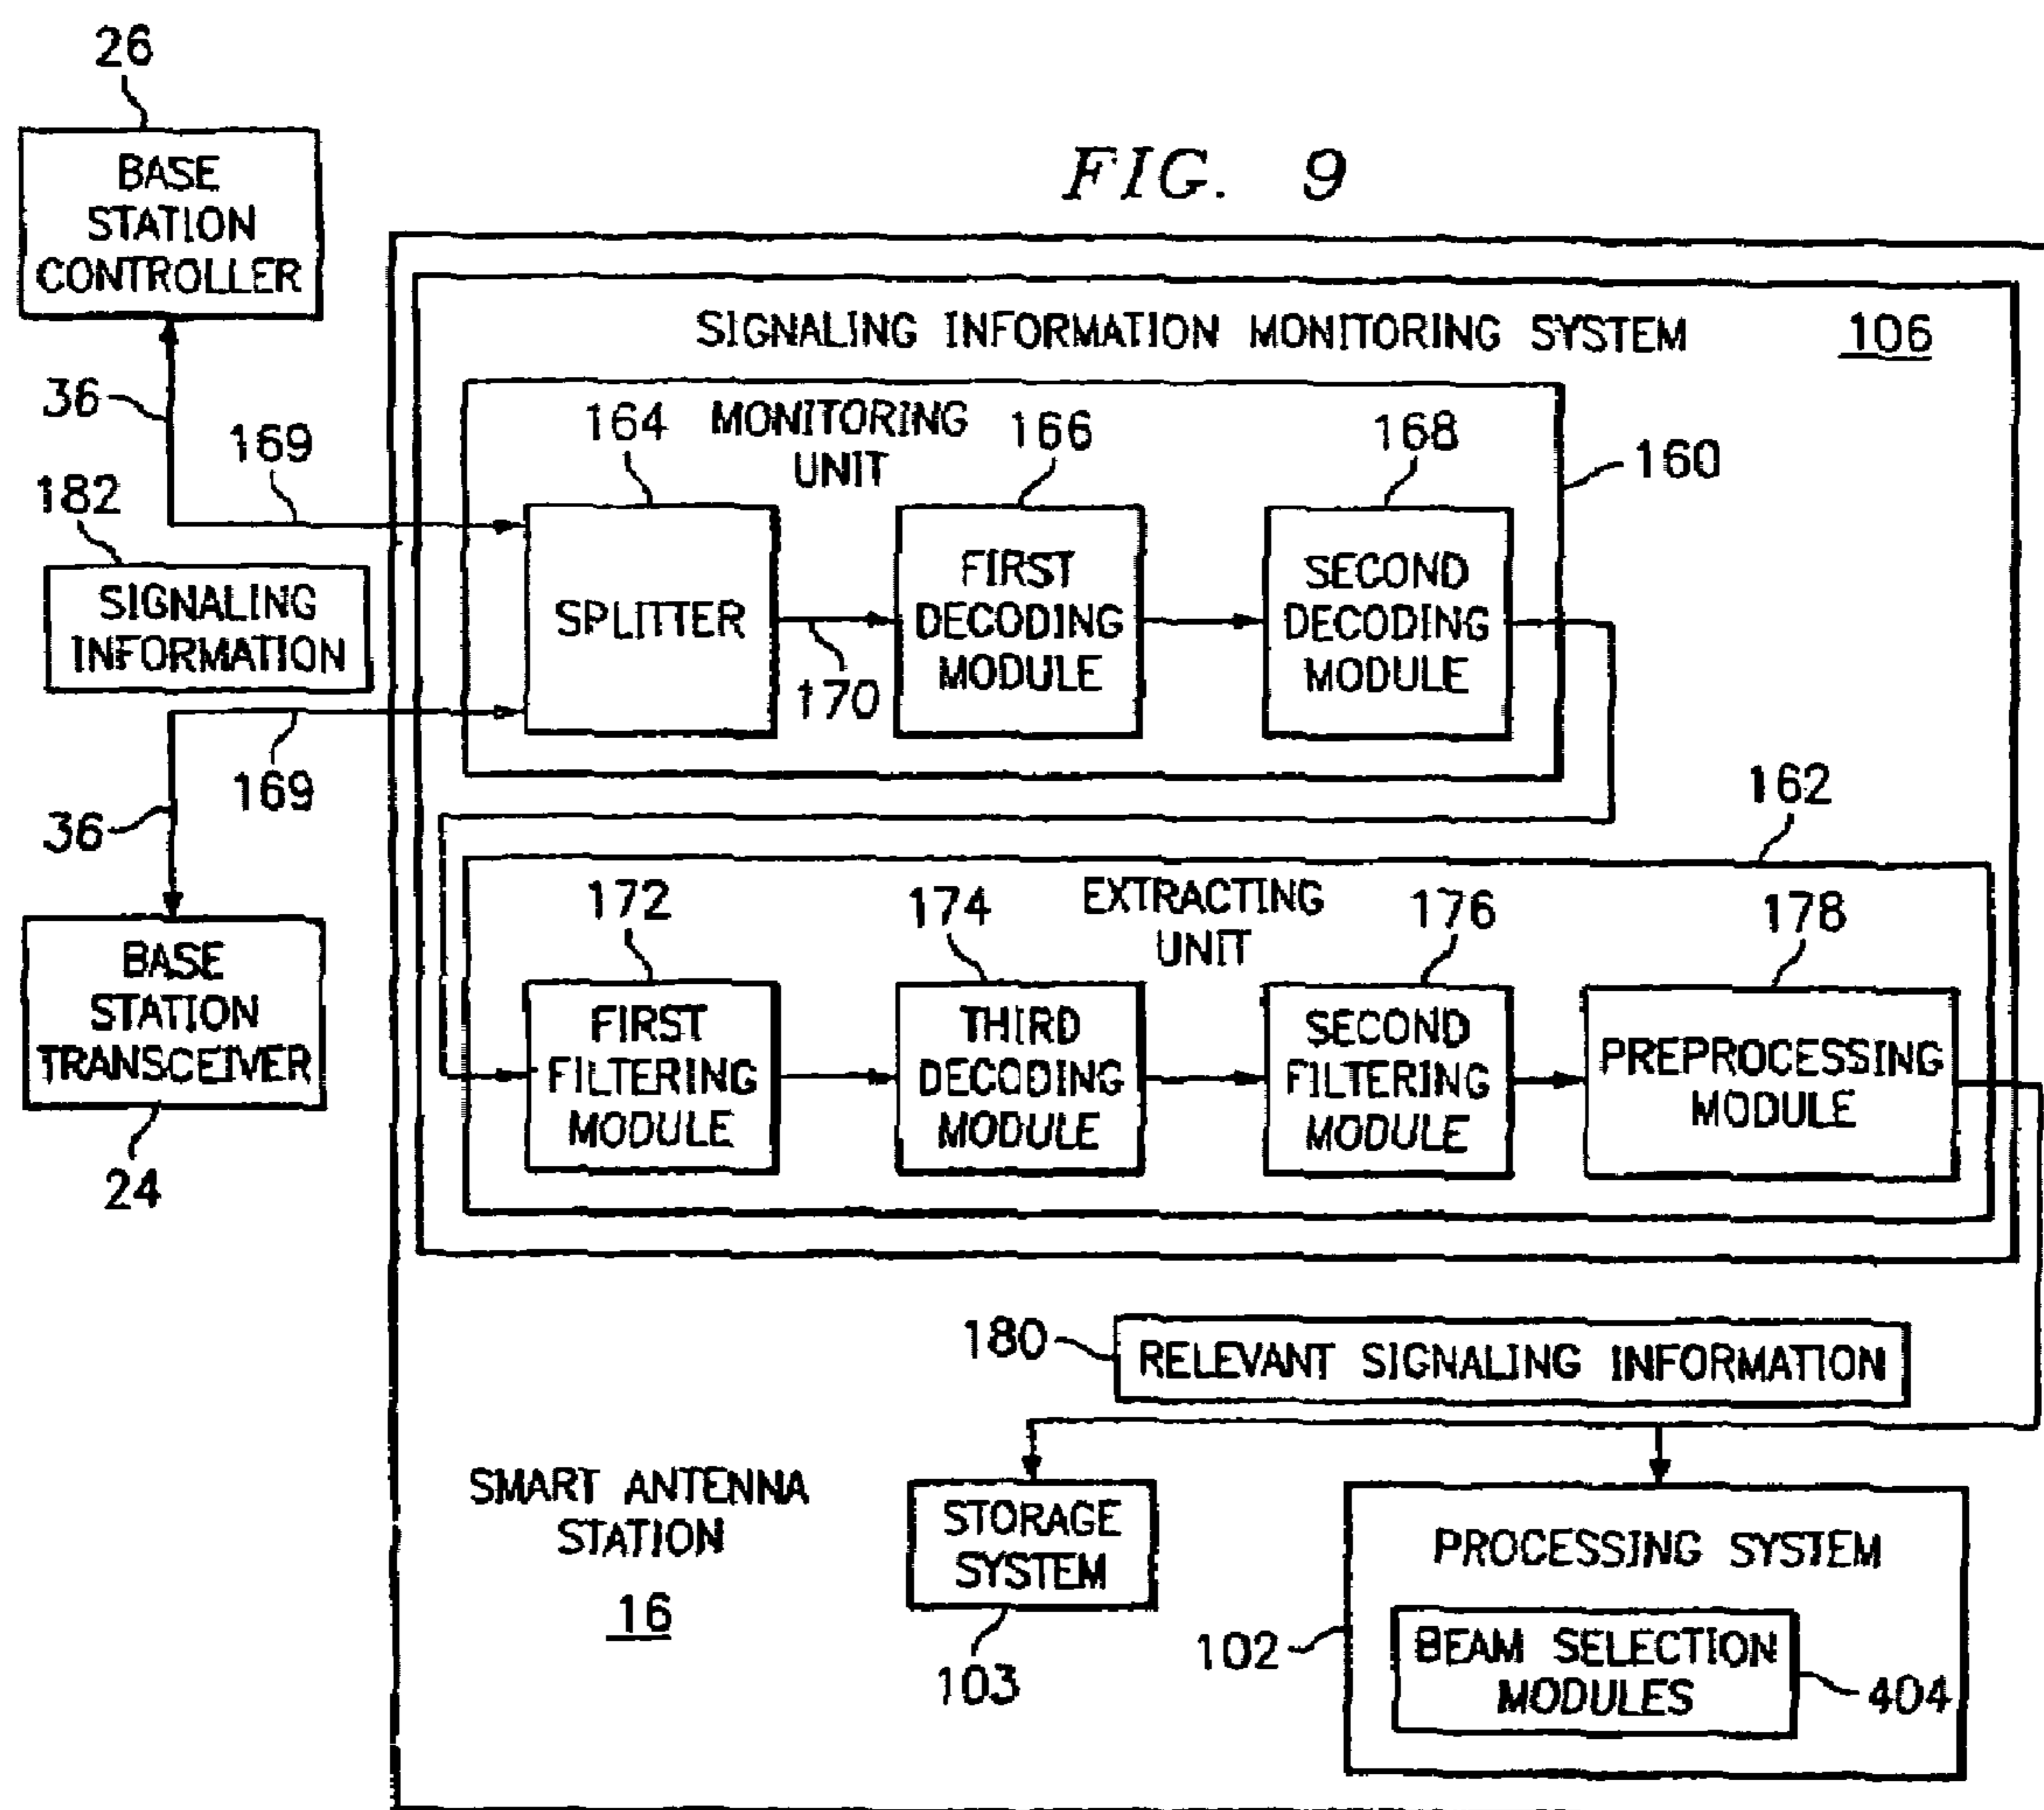 26
BASE
STATION
CONTROLLER
FIG. 9
SIGNALING INFORMATION MONITORING SYSTEM 106
36
169
182
SIGNALING
INFORMATION
164
MONITORING
UNIT
166
168
160
SPLITTER
170
FIRST
DECODING
MODULE
SECOND
DECODING
MODULE
169
36
BASE
STATION
TRANSCEIVER
24
162
172
174
EXTRACTING
UNIT
176
178
FIRST
FILTERING
MODULE
THIRD
DECODING
MODULE
SECOND
FILTERING
MODULE
PREPROCESSING
MODULE
180
RELEVANT SIGNALING INFORMATION
SMART ANTENNA
STATION
16
STORAGE
SYSTEM
103
PROCESSING SYSTEM
102
BEAM SELECTION
MODULES
404